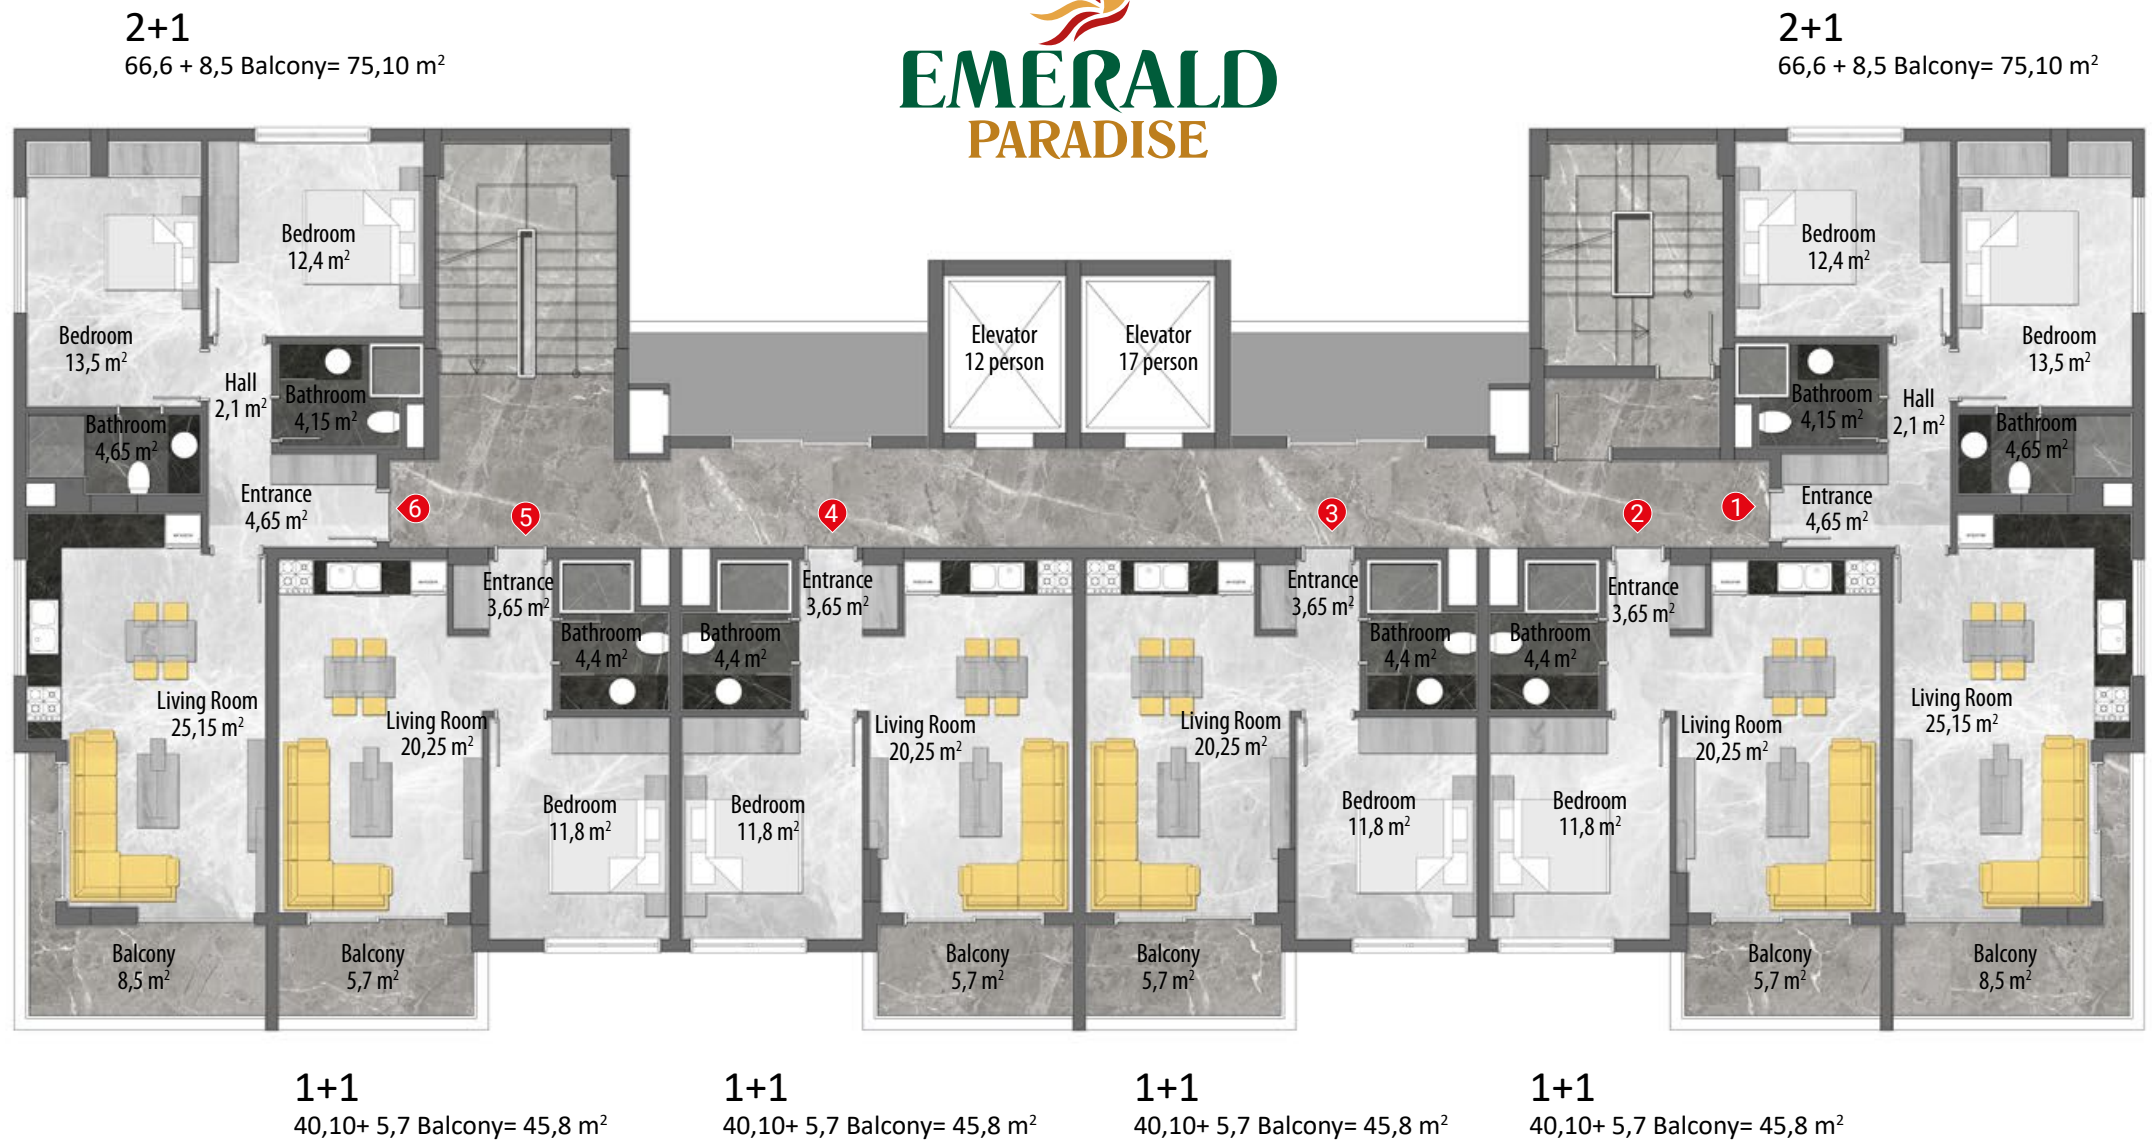 2+1
66,6 + 8,5 Balcony= 75,10 m²
EMERALD
PARADISE
2+1
66,6 + 8,5 Balcony= 75,10 m²
Bedroom
12,4 m²
Bedroom
13,5 m²
Hall
2,1 m²
Bathroom
4,15 m²
Bathroom
4,65 m²
Entrance
4,65 m²
Living Room
25,15 m²
Balcony
8,5 m²
Elevator
12 person
Elevator
17 person
Bedroom
12,4 m²
Bedroom
13,5 m²
Bathroom
4,15 m²
Hall
2,1 m²
Bathroom
4,65 m²
Entrance
4,65 m²
Living Room
25,15 m²
Balcony
8,5 m²
6
5
4
3
2
1
Entrance
3,65 m²
Bathroom
4,4 m²
Living Room
20,25 m²
Bedroom
11,8 m²
Balcony
5,7 m²
Entrance
3,65 m²
Bathroom
4,4 m²
Living Room
20,25 m²
Bedroom
11,8 m²
Balcony
5,7 m²
Entrance
3,65 m²
Bathroom
4,4 m²
Living Room
20,25 m²
Bedroom
11,8 m²
Balcony
5,7 m²
Entrance
3,65 m²
Bathroom
4,4 m²
Living Room
20,25 m²
Bedroom
11,8 m²
Balcony
5,7 m²
1+1
40,10+ 5,7 Balcony= 45,8 m²
1+1
40,10+ 5,7 Balcony= 45,8 m²
1+1
40,10+ 5,7 Balcony= 45,8 m²
1+1
40,10+ 5,7 Balcony= 45,8 m²